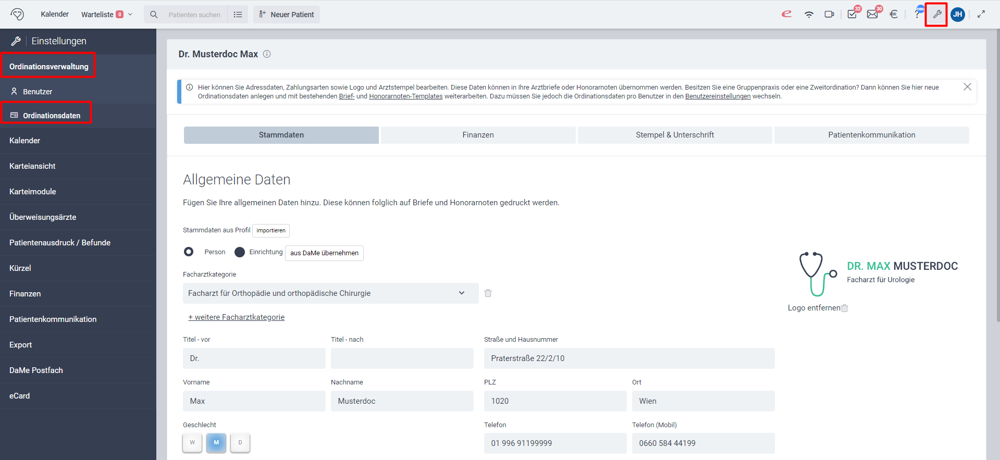 Kalender
Warteliste 0
Patienten suchen
Neuer Patient
32
30
€
neu
?
JH
Einstellungen
Ordinationsverwaltung
Benutzer
Ordinationsdaten
Kalender
Karteiansicht
Karteimodule
Überweisungsärzte
Patientenausdruck / Befunde
Kürzel
Finanzen
Patientenkommunikation
Export
DaMe Postfach
eCard
Dr. Musterdoc Max
Hier können Sie Adressdaten, Zahlungsarten sowie Logo und Arztstempel bearbeiten. Diese Daten können in Ihre Arztbriefe oder Honorarnoten übernommen werden. Besitzen Sie eine Gruppenpraxis oder eine Zweitordination? Dann können Sie hier neue
Ordinationsdaten anlegen und mit bestehenden Brief- und Honorarnoten-Templates weiterarbeiten. Dazu müssen Sie jedoch die Ordinationsdaten pro Benutzer in den Benutzereinstellungen wechseln.
Stammdaten
Finanzen
Stempel & Unterschrift
Patientenkommunikation
Allgemeine Daten
Fügen Sie Ihre allgemeinen Daten hinzu. Diese können folglich auf Briefe und Honorarnoten gedruckt werden.
Stammdaten aus Profil importieren
Person Einrichtung aus DaMe übernehmen
Facharztkategorie
Facharzt für Orthopädie und orthopädische Chirurgie
+ weitere Facharztkategorie
DR. MAX MUSTERDOC
Facharzt für Urologie
Logo entfernen
Titel - vor Titel - nach Straße und Hausnummer
Dr. Praterstraße 22/2/10
Vorname Nachname PLZ Ort
Max Musterdoc 1020 Wien
Geschlecht Telefon Telefon (Mobil)
W M D 01 996 91199999 0660 584 44199